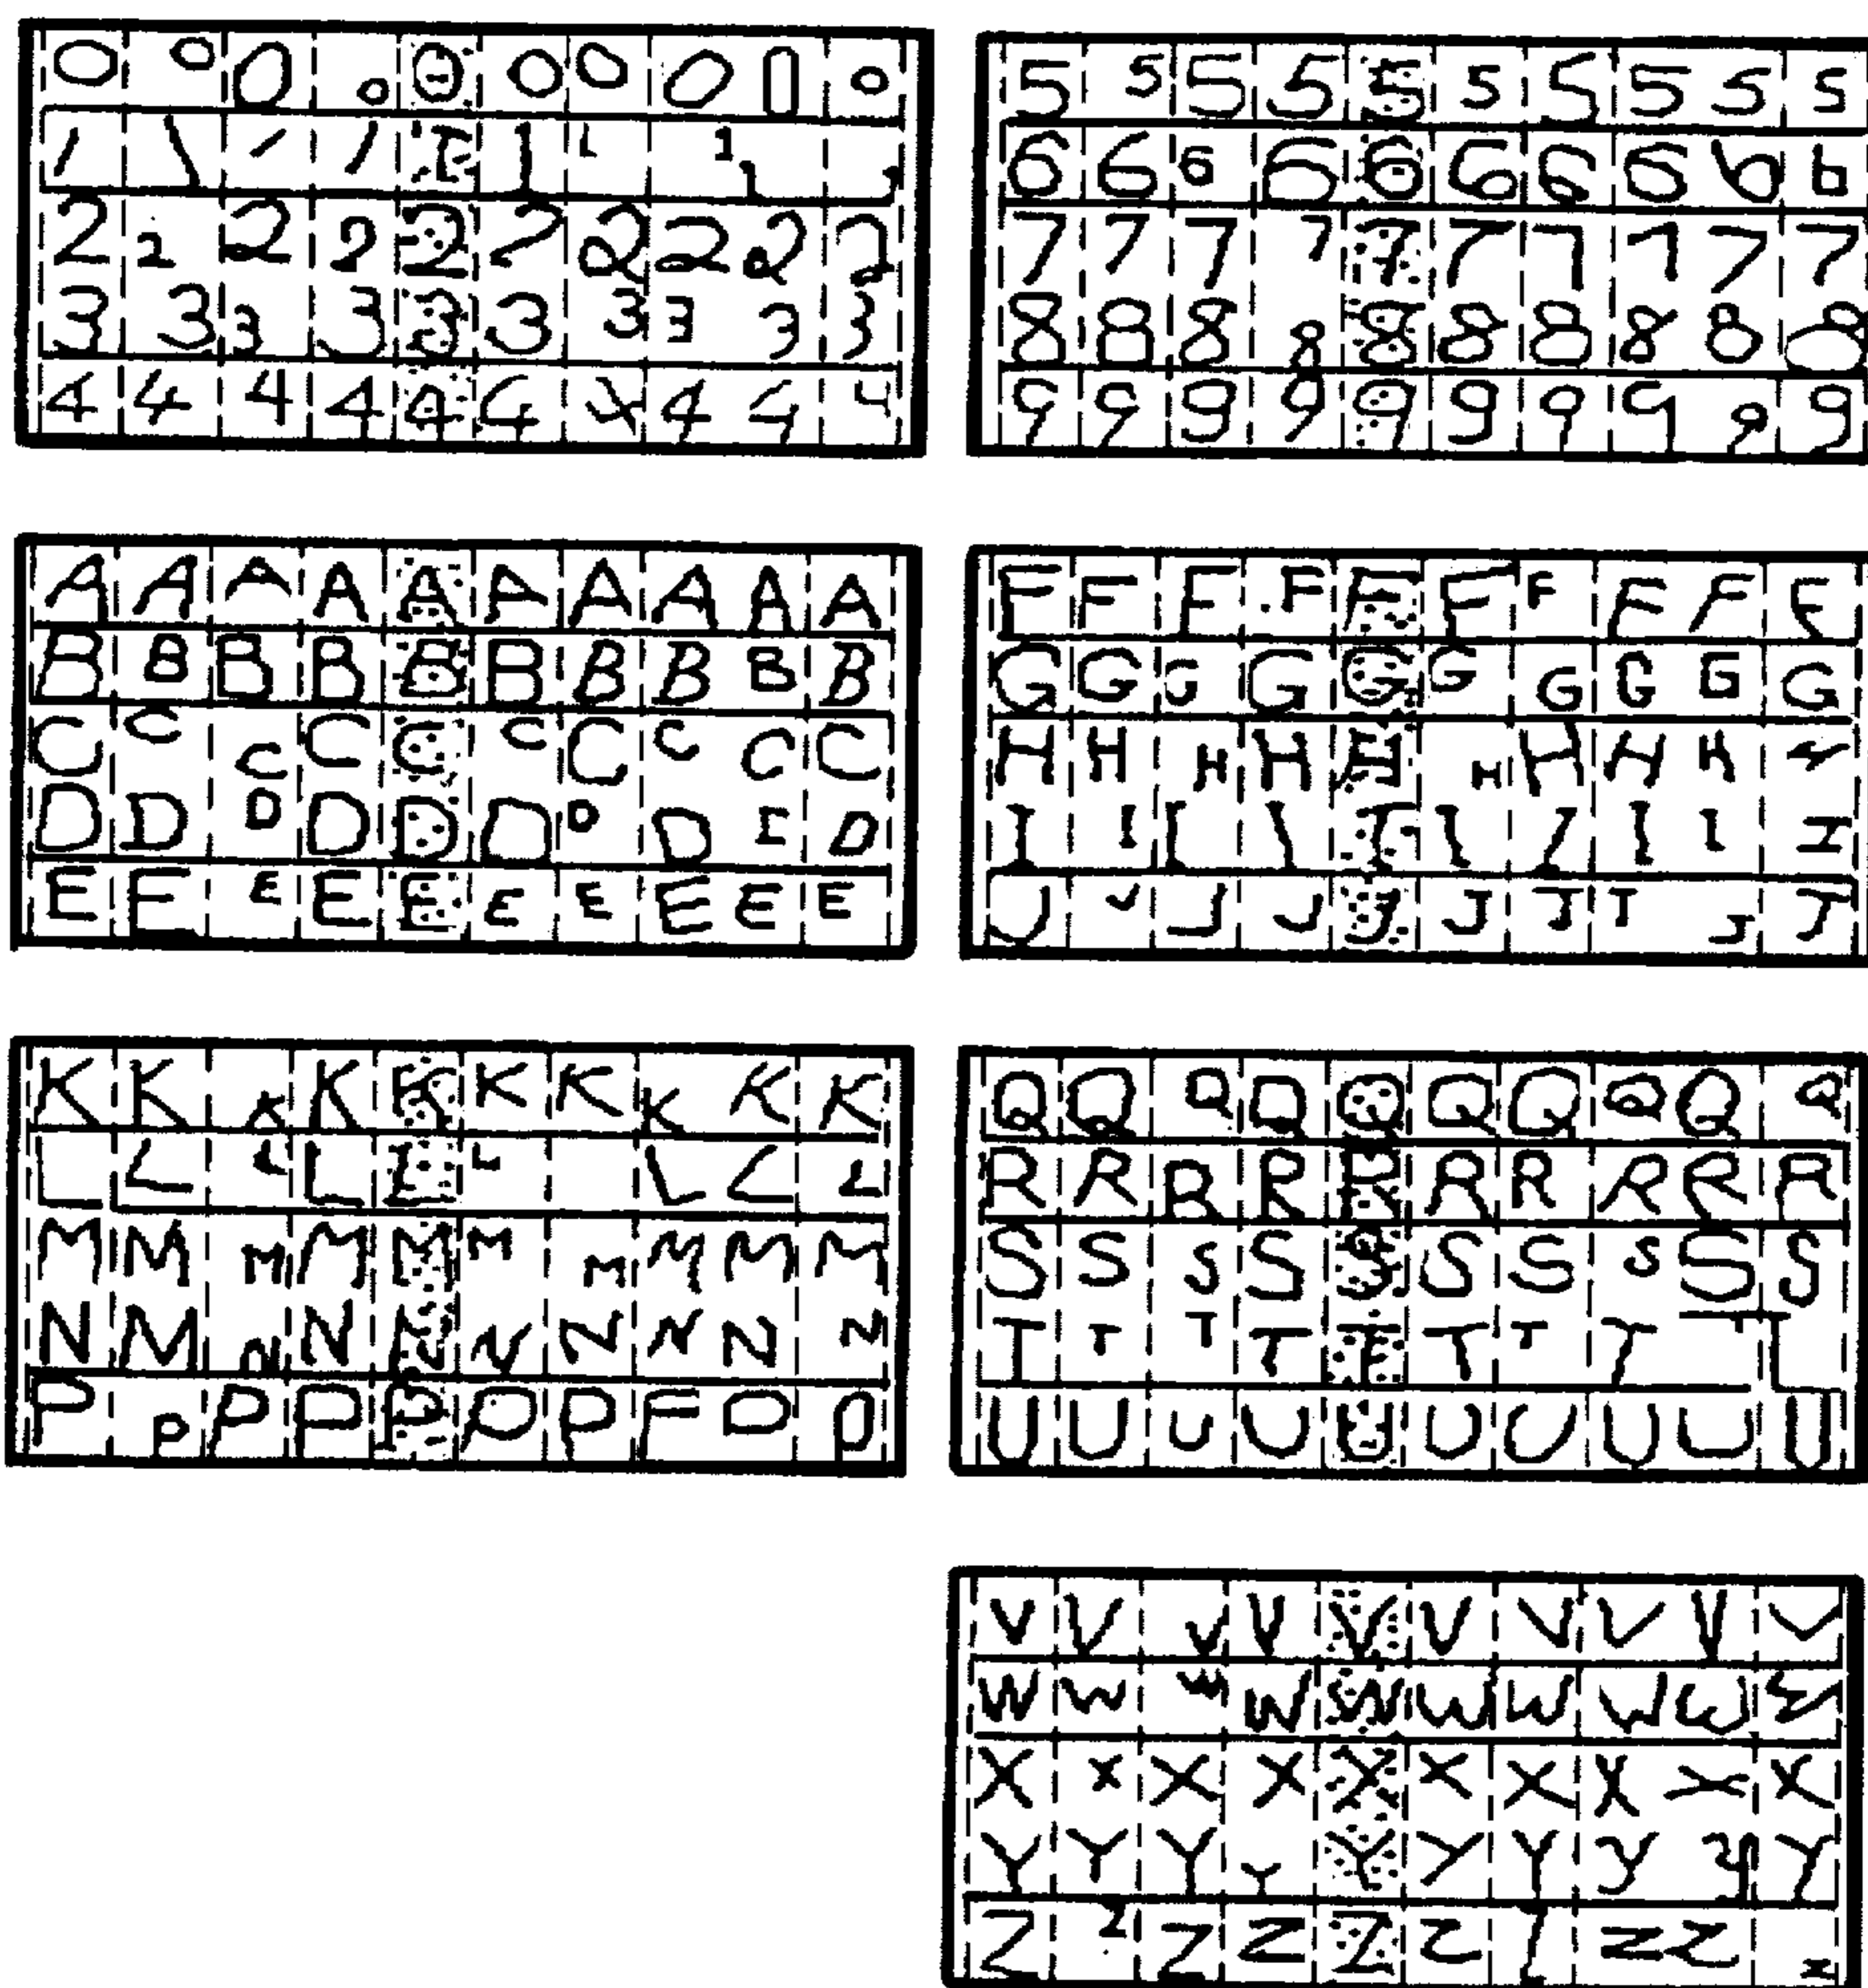 0 0 0 0 0 0 0 0 0 0
1 1 1 1 1 1 1 1 1 1
2 2 2 2 2 2 2 2 2 2
3 3 3 3 3 3 3 3 3 3
4 4 4 4 4 4 4 4 4 4
5 5 5 5 5 5 5 5 5 5
6 6 6 6 6 6 6 6 6 6
7 7 7 7 7 7 7 7 7 7
8 8 8 8 8 8 8 8 8 8
9 9 9 9 9 9 9 9 9 9
A A A A A A A A A A
B B B B B B B B B B
C C C C C C C C C C
D D D D D D D D E D
E E E E E E E E E E
F F F F F F F F F F
G G G G G G G G G G
H H H H H H H H H H
I I I I I I I I I I
J J J J J J J J J J
K K K K K K K K K K
L L L L L L L L L
M M M M M M M M M M
N M N N N N N N N N
P P P P P P P P P
Q Q Q Q Q Q Q Q Q Q
R R R R R R R R R R
S S S S S S S S S S
T T T T T T T T T T
U U U U U U U U U U
V V V V V V V V V V
W W W W W W W W W
X X X X X X X X X X
Y Y Y Y Y Y Y Y Y Y
Z Z Z Z Z Z Z Z